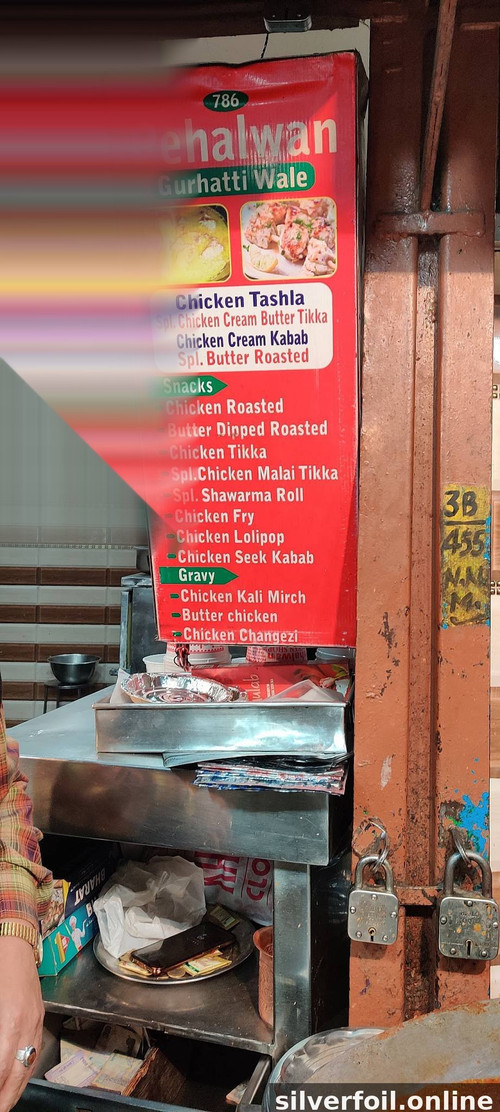 786
ehalwan
Gurhatti Wale
Chicken Tashla
Spl. Chicken Cream Butter Tikka
Chicken Cream Kabab
Spl. Butter Roasted
Snacks
Chicken Roasted
Butter Dipped Roasted
Chicken Tikka
Spl.Chicken Malai Tikka
Spl. Shawarma Roll
Chicken Fry
Chicken Lolipop
Chicken Seek Kabab
Gravy
Chicken Kali Mirch
Butter chicken
Chicken Changezi
3B
455
BHARAT
silverfoil.online